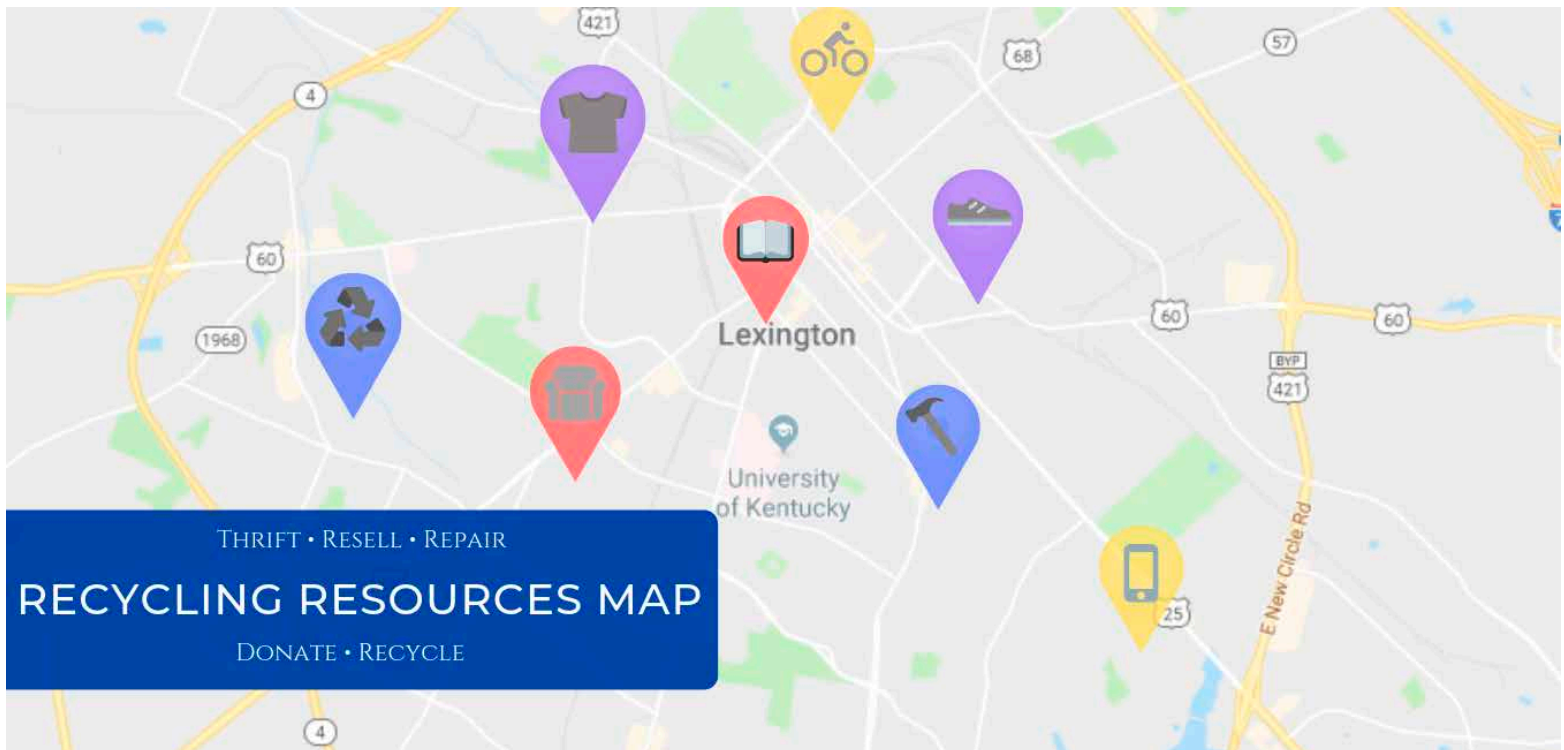 421
68
57
4
60
1968
Lexington
60
60
BYP
421
University
of Kentucky
E New Circle Rd
25
THRIFT • RESELL • REPAIR
RECYCLING RESOURCES MAP
DONATE • RECYCLE
4